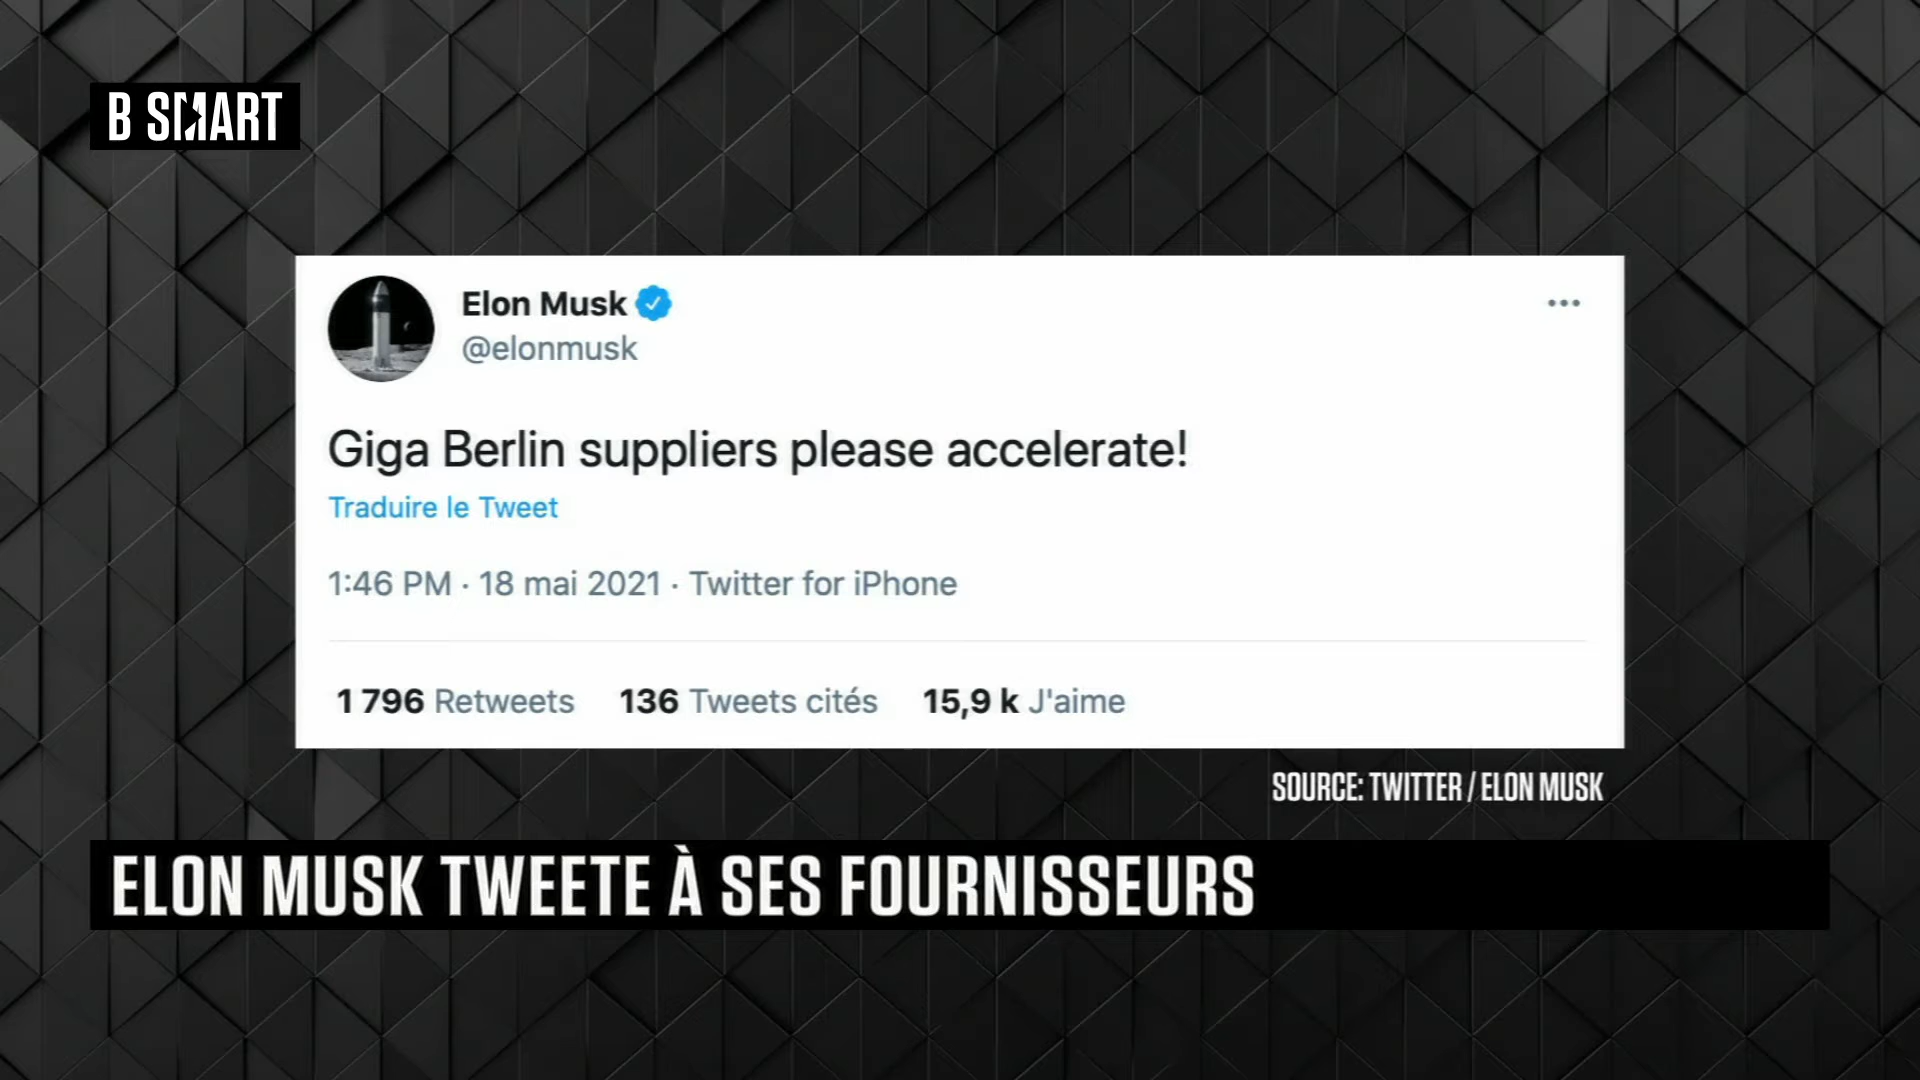 B SMART
Elon Musk
@elonmusk
Giga Berlin suppliers please accelerate!
Traduire le Tweet
1:46 PM · 18 mai 2021 · Twitter for iPhone
1 796 Retweets 136 Tweets cités 15,9 k J'aime
SOURCE: TWITTER / ELON MUSK
ELON MUSK TWEETE À SES FOURNISSEURS